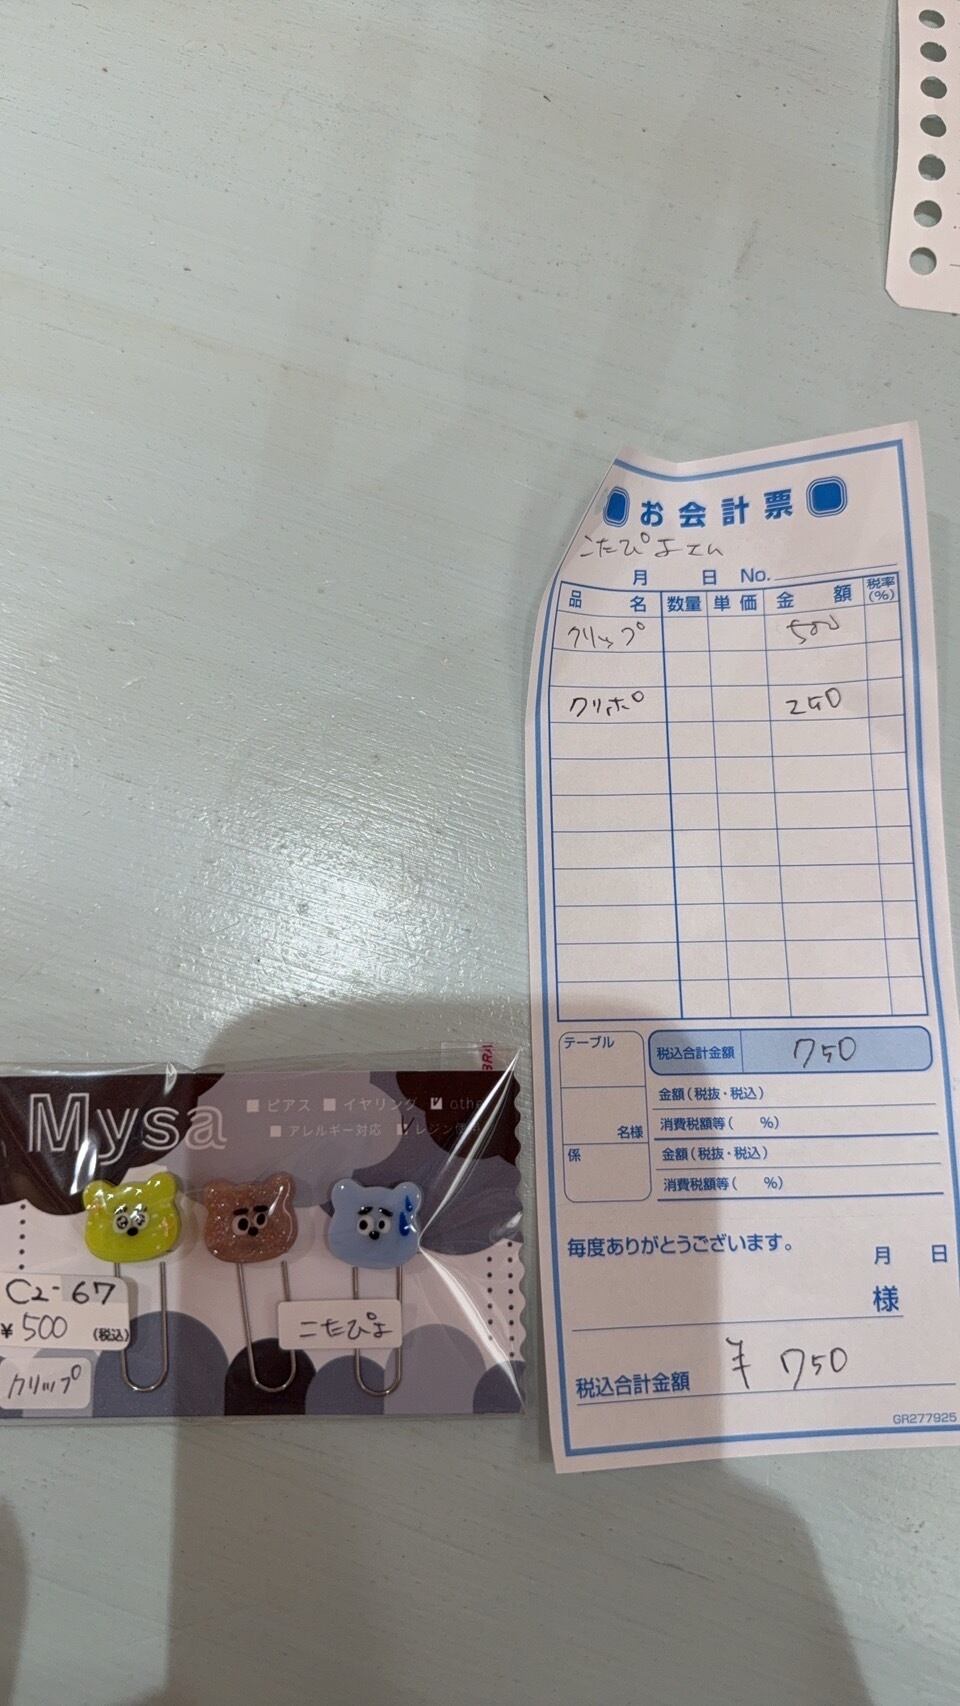 お会計票
こたぴよさん
月 日 No.
品名 数量 単価 金額 税率(%)
クリップ 500
クリポ 250
テーブル
名様
係
税込合計金額 750
金額(税抜・税込)
消費税額等( %)
金額(税抜・税込)
消費税額等( %)
毎度ありがとうございます。
月 日
様
税込合計金額 ¥750
GR277925
Mysa
ピアス イヤリング othe
アレルギー対応 レジン使用
C2-67
¥500 (税込)
クリップ
こたぴよ